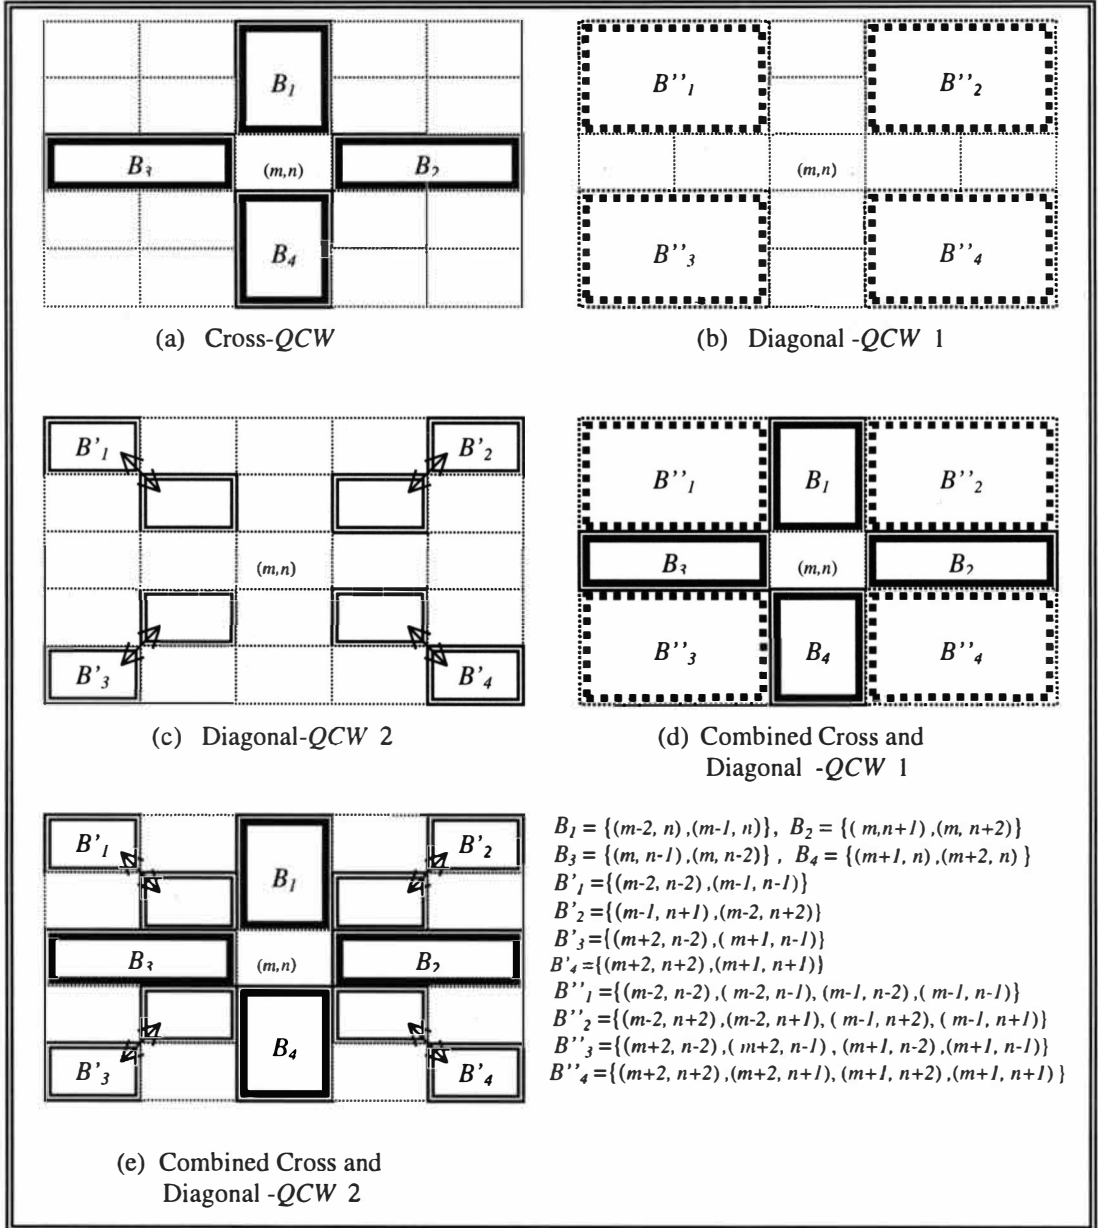 B1
B3 (m,n) B2
B4
(a) Cross-QCW
B''1 B''2
(m,n)
B''3 B''4
(b) Diagonal -QCW 1
B'1 B'2
(m,n)
B'3 B'4
(c) Diagonal-QCW 2
B''1 B1 B''2
B3 (m,n) B2
B''3 B4 B''4
(d) Combined Cross and
Diagonal -QCW 1
B'1 B1 B'2
B3 (m,n) B2
B'3 B4 B'4
(e) Combined Cross and
Diagonal -QCW 2
B1 = {(m-2, n) ,(m-1, n)}, B2 = {( m,n+1) ,(m, n+2)}
B3 = {(m, n-1),(m, n-2)} , B4 = {(m+1, n) ,(m+2, n) }
B'1 ={(m-2, n-2) ,(m-1, n-1)}
B'2 ={(m-1, n+1) ,(m-2, n+2)}
B'3 ={(m+2, n-2) ,( m+1, n-1)}
B'4 ={(m+2, n+2) ,(m+1, n+1)}
B''1 ={(m-2, n-2) ,( m-2, n-1), (m-1, n-2) ,( m-1, n-1)}
B''2 ={(m-2, n+2) ,(m-2, n+1), ( m-1, n+2), ( m-1, n+1)}
B''3 ={(m+2, n-2) ,( m+2, n-1) , (m+1, n-2) ,(m+1, n-1)}
B''4 ={(m+2, n+2) ,(m+2, n+1), (m+1, n+2) ,(m+1, n+1) }